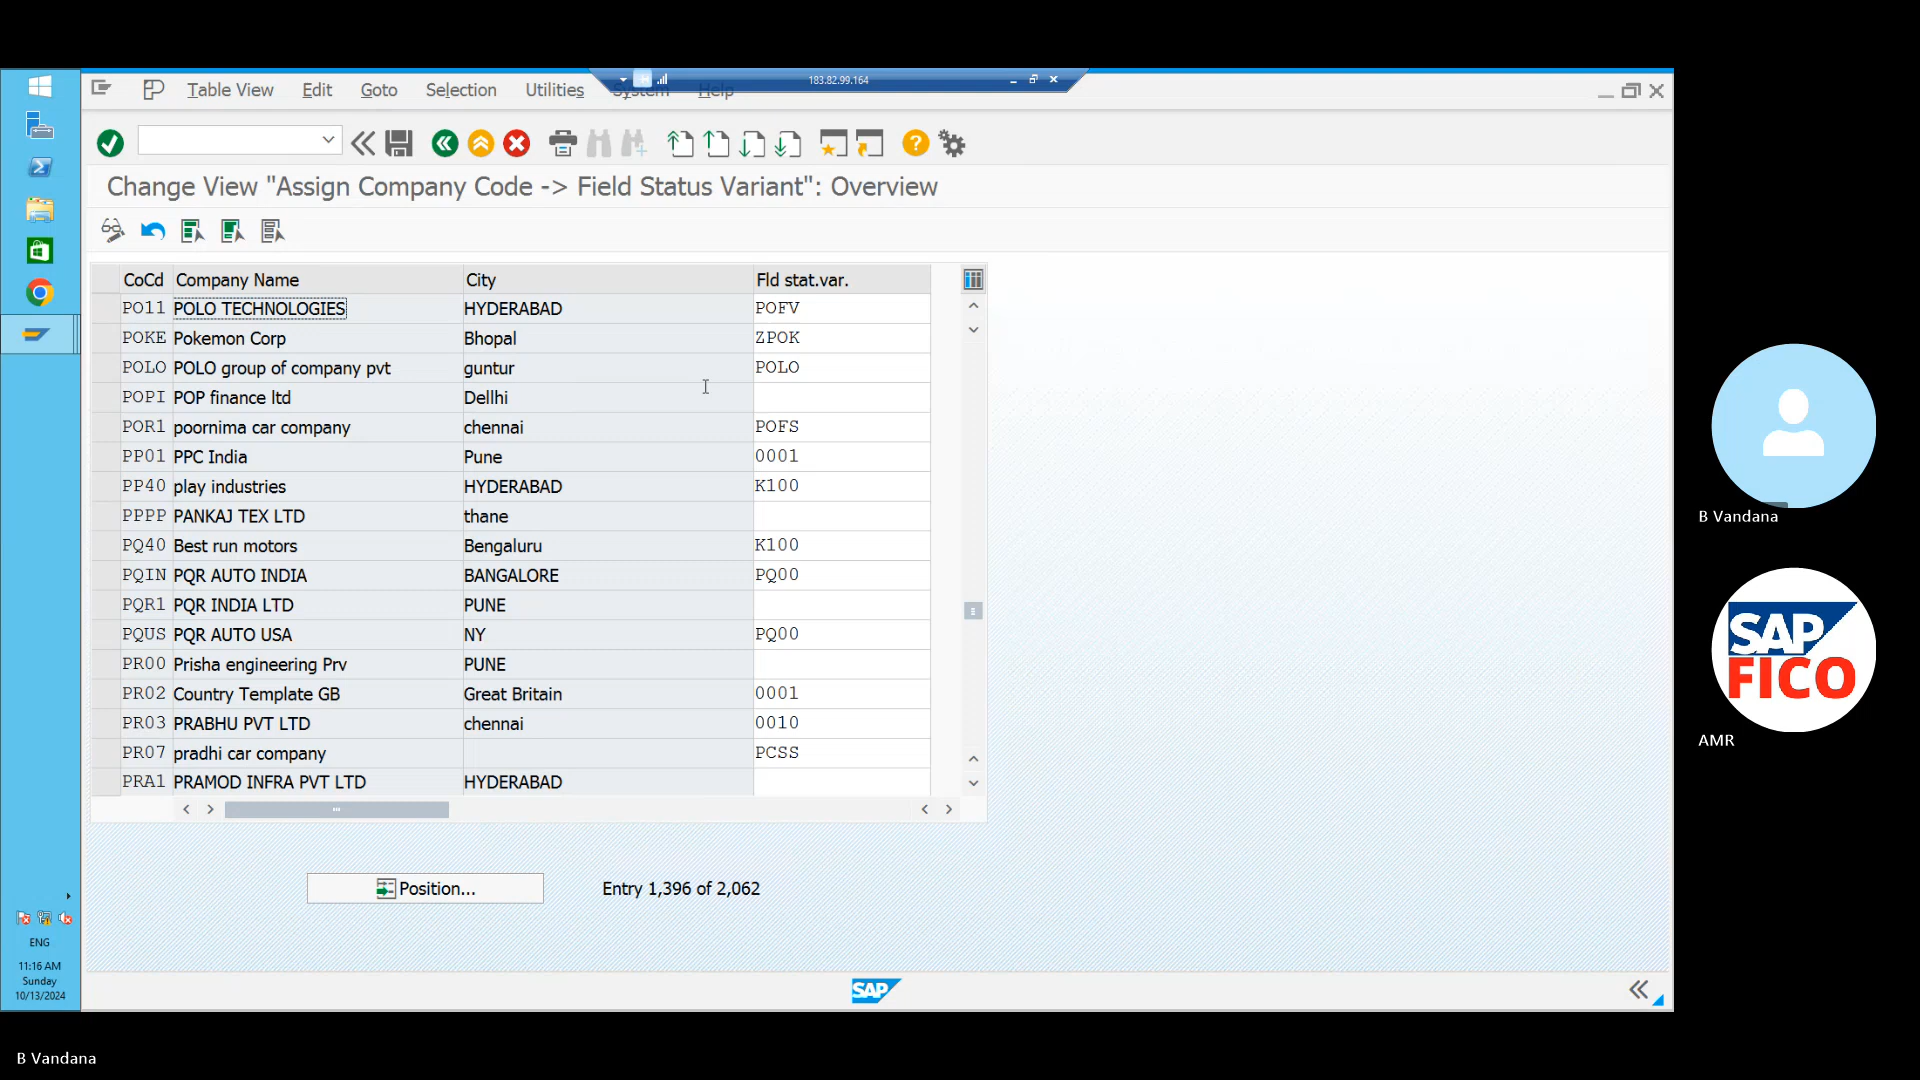 183.82.99.164
Table View Edit Goto Selection Utilities System Help
Change View "Assign Company Code -> Field Status Variant": Overview
CoCd Company Name City Fld stat.var.
PO11 POLO TECHNOLOGIES HYDERABAD POFV
POKE Pokemon Corp Bhopal ZPOK
POLO POLO group of company pvt guntur POLO
POPI POP finance ltd Dellhi
POR1 poornima car company chennai POFS
PP01 PPC India Pune 0001
PP40 play industries HYDERABAD K100
PPPP PANKAJ TEX LTD thane
PQ40 Best run motors Bengaluru K100
PQIN PQR AUTO INDIA BANGALORE PQ00
PQR1 PQR INDIA LTD PUNE
PQUS PQR AUTO USA NY PQ00
PR00 Prisha engineering Prv PUNE
PR02 Country Template GB Great Britain 0001
PR03 PRABHU PVT LTD chennai 0010
PR07 pradhi car company PCSS
PRA1 PRAMOD INFRA PVT LTD HYDERABAD
Position... Entry 1,396 of 2,062
SAP
ENG
11:16 AM
Sunday
10/13/2024
B Vandana
SAP
FICO
AMR
B Vandana